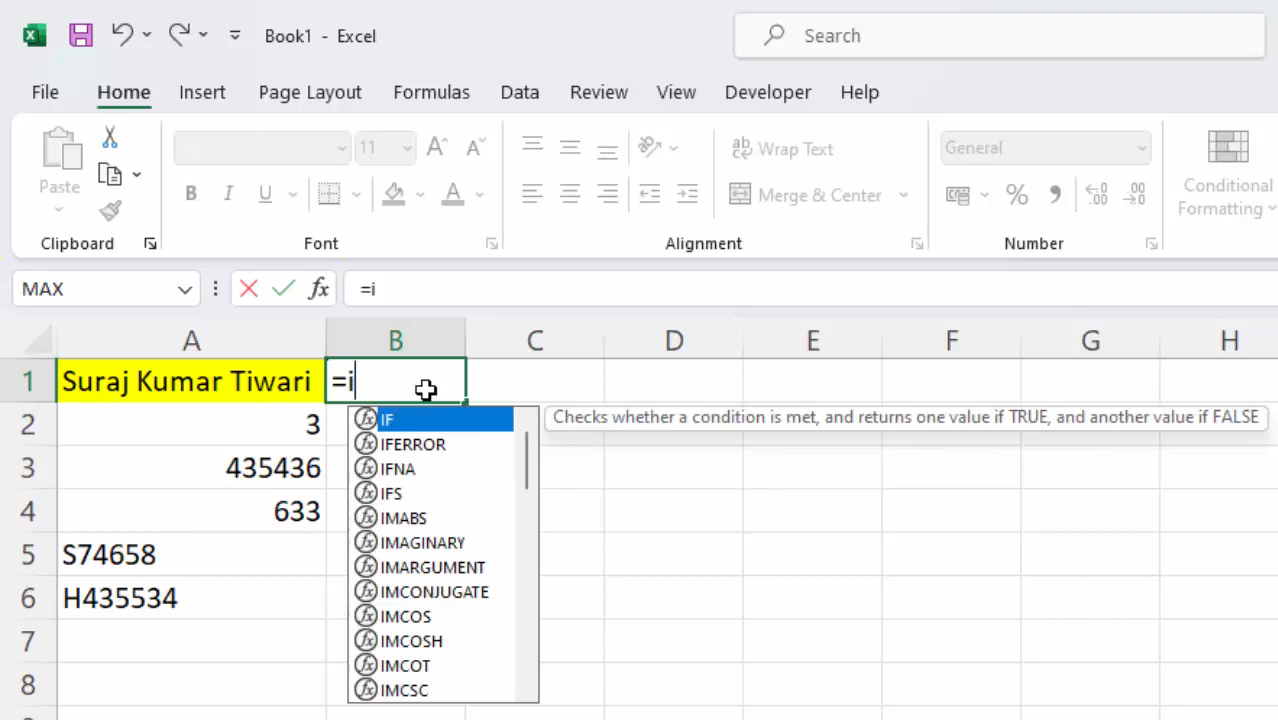 Book1 - Excel
Search
File Home Insert Page Layout Formulas Data Review View Developer Help
Paste
11
B I U
A A
A
ab Wrap Text
Merge & Center
General
% ,
Conditional
Formatting
Clipboard Font Alignment Number
MAX
fx
=i
A B C D E F G H
1 Suraj Kumar Tiwari =i
2 3
3 435436
4 633
5 S74658
6 H435534
7
8
IF
Checks whether a condition is met, and returns one value if TRUE, and another value if FALSE
IFERROR
IFNA
IFS
IMABS
IMAGINARY
IMARGUMENT
IMCONJUGATE
IMCOS
IMCOSH
IMCOT
IMCSC